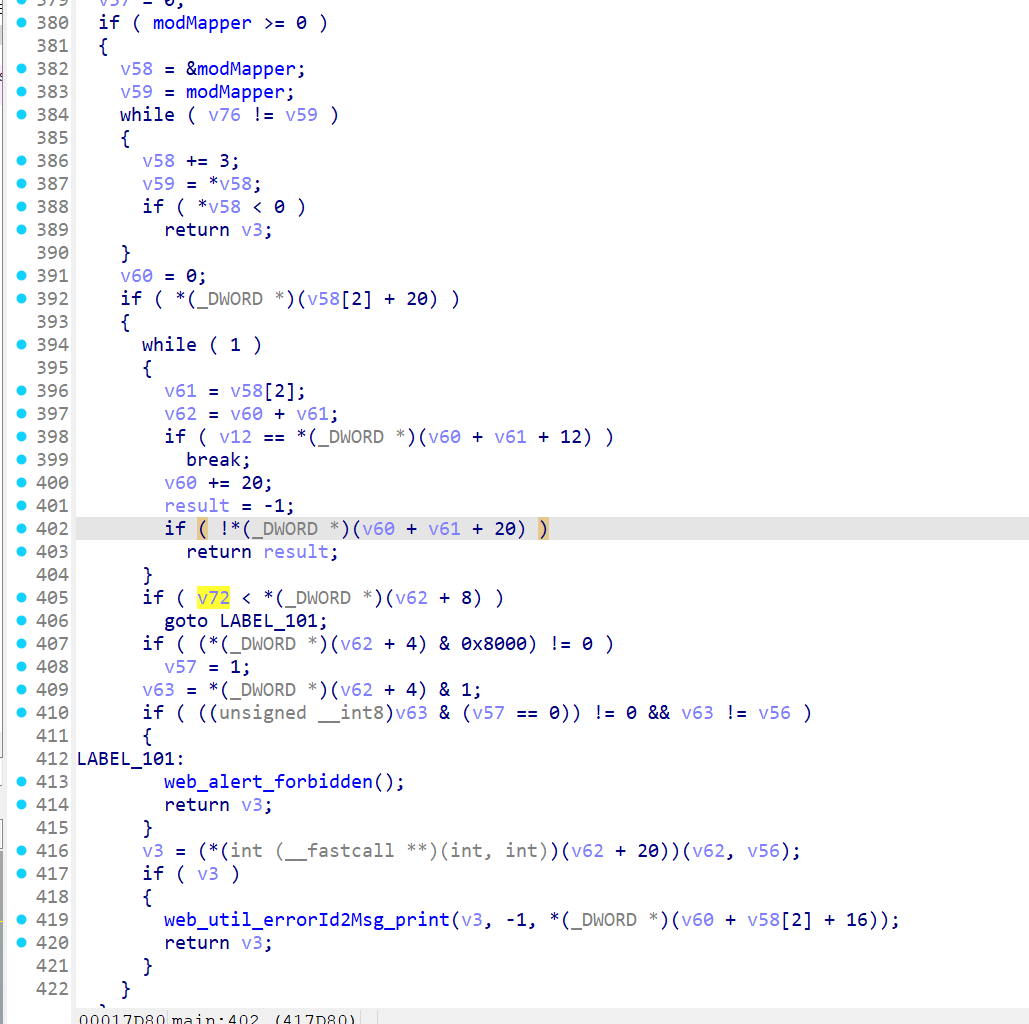 379 v57 = 0;
380 if ( modMapper >= 0 )
381 {
382 v58 = &modMapper;
383 v59 = modMapper;
384 while ( v76 != v59 )
385 {
386 v58 += 3;
387 v59 = *v58;
388 if ( *v58 < 0 )
389 return v3;
390 }
391 v60 = 0;
392 if ( *(_DWORD *)(v58[2] + 20) )
393 {
394 while ( 1 )
395 {
396 v61 = v58[2];
397 v62 = v60 + v61;
398 if ( v12 == *(_DWORD *)(v60 + v61 + 12) )
399 break;
400 v60 += 20;
401 result = -1;
402 if ( !*(_DWORD *)(v60 + v61 + 20) )
403 return result;
404 }
405 if ( v72 < *(_DWORD *)(v62 + 8) )
406 goto LABEL_101;
407 if ( (*(_DWORD *)(v62 + 4) & 0x8000) != 0 )
408 v57 = 1;
409 v63 = *(_DWORD *)(v62 + 4) & 1;
410 if ( ((unsigned __int8)v63 & (v57 == 0)) != 0 && v63 != v56 )
411 {
412 LABEL_101:
413 web_alert_forbidden();
414 return v3;
415 }
416 v3 = (*(int (__fastcall **)(int, int))(v62 + 20))(v62, v56);
417 if ( v3 )
418 {
419 web_util_errorId2Msg_print(v3, -1, *(_DWORD *)(v60 + v58[2] + 16));
420 return v3;
421 }
422 }
00017D80 main:402 (417D80)